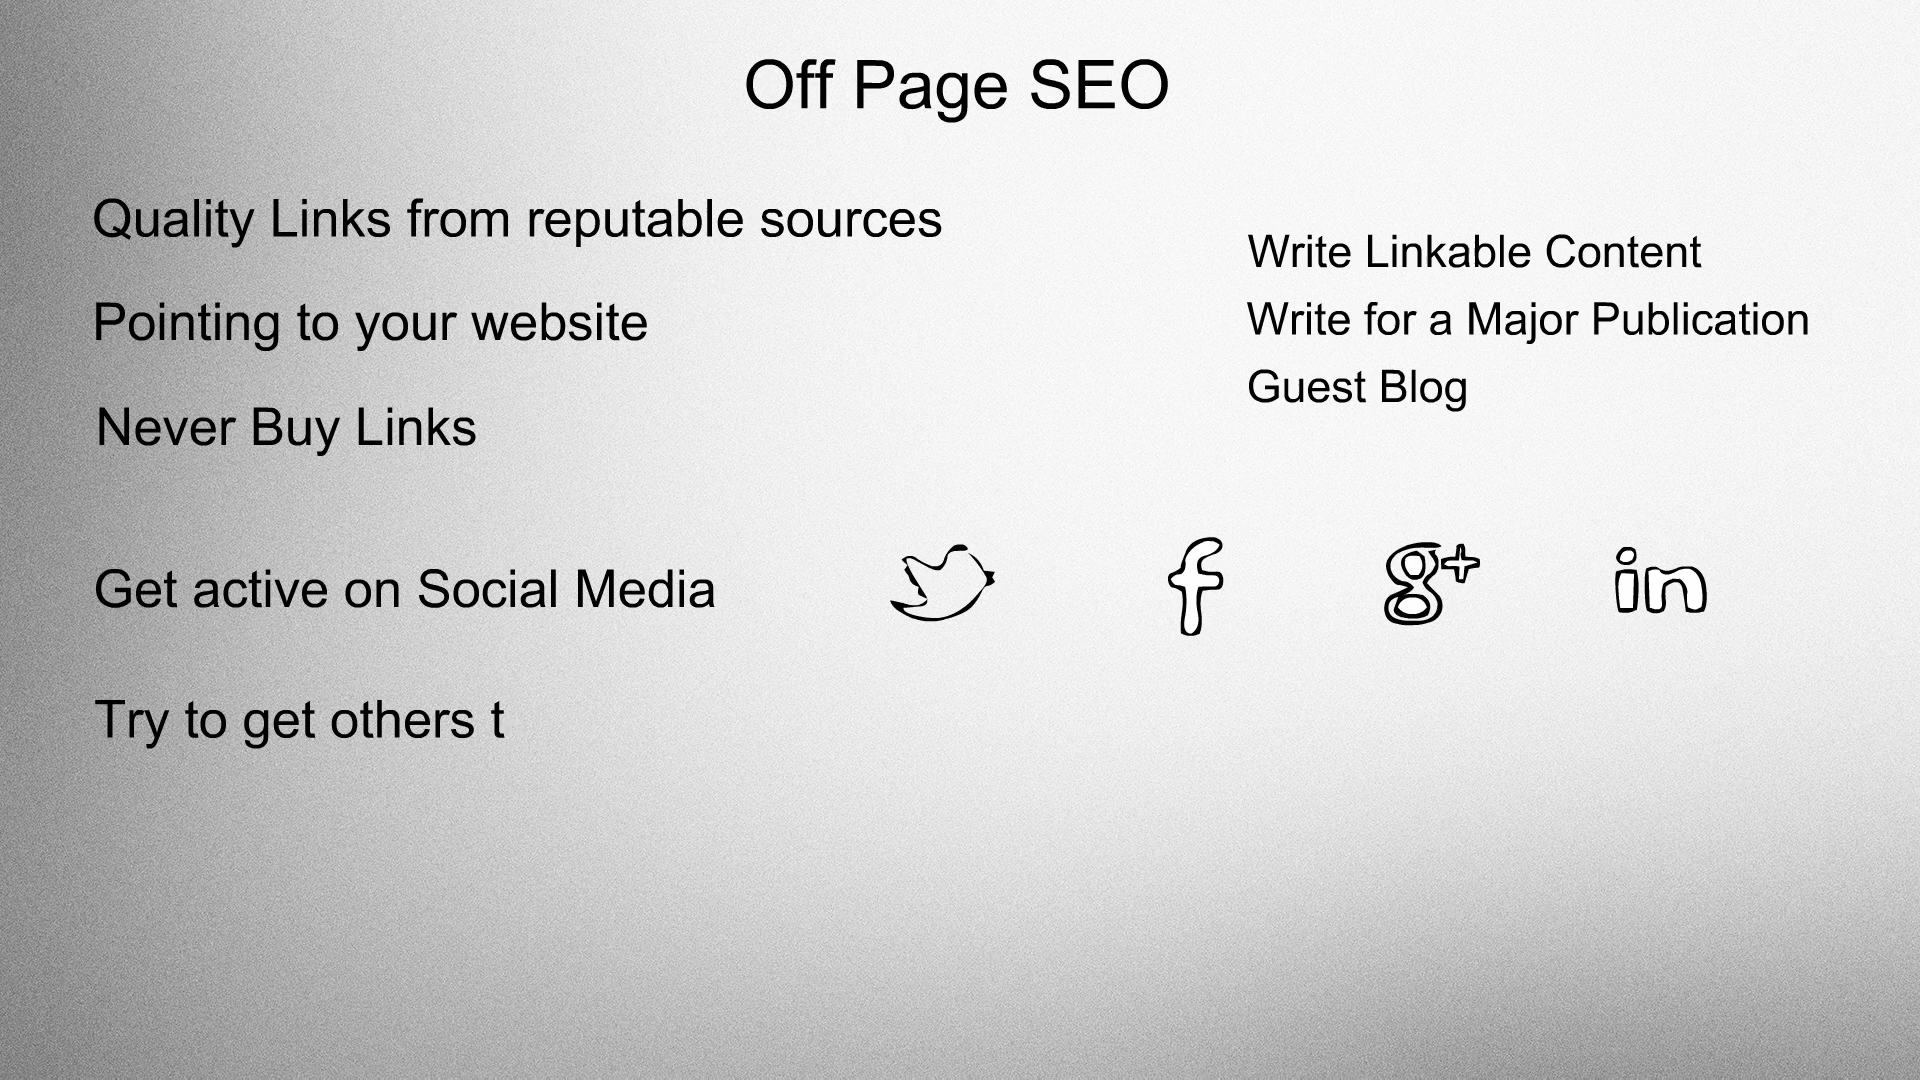 Off Page SEO
Quality Links from reputable sources
Pointing to your website
Never Buy Links
Write Linkable Content
Write for a Major Publication
Guest Blog
Get active on Social Media
f
g+
in
Try to get others t